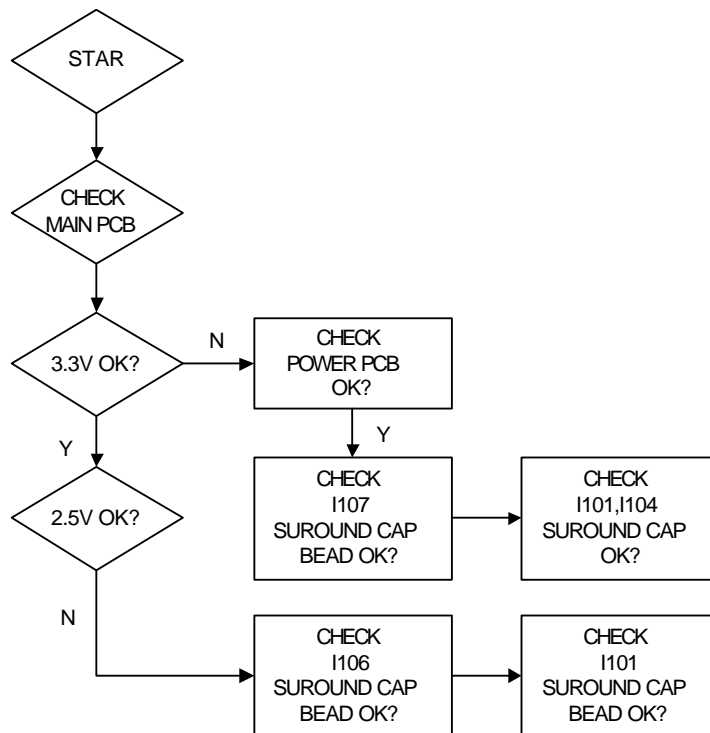 STAR
CHECK
MAIN PCB
3.3V OK?
N
CHECK
POWER PCB
OK?
Y
Y
2.5V OK?
CHECK
I107
SUROUND CAP
BEAD OK?
CHECK
I101,I104
SUROUND CAP
OK?
N
CHECK
I106
SUROUND CAP
BEAD OK?
CHECK
I101
SUROUND CAP
BEAD OK?